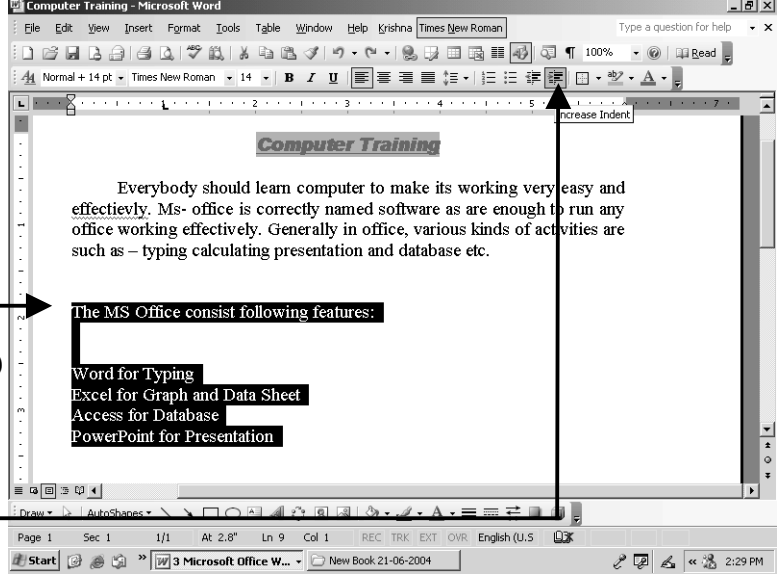 Computer Training - Microsoft Word
File Edit View Insert Format Tools Table Window Help Krishna Times New Roman Type a question for help
100% Read
Normal + 14 pt Times New Roman 14 B I U
1 2 3 4 5 7
Increase Indent
Computer Training
Everybody should learn computer to make its working very easy and
effectievly. Ms- office is correctly named software as are enough to run any
office working effectively. Generally in office, various kinds of activities are
such as – typing calculating presentation and database etc.
The MS Office consist following features:
Word for Typing
Excel for Graph and Data Sheet
Access for Database
PowerPoint for Presentation
Draw AutoShapes
Page 1 Sec 1 1/1 At 2.8" Ln 9 Col 1 REC TRK EXT OVR English (U.S
Start 3 Microsoft Office W... New Book 21-06-2004 2:29 PM